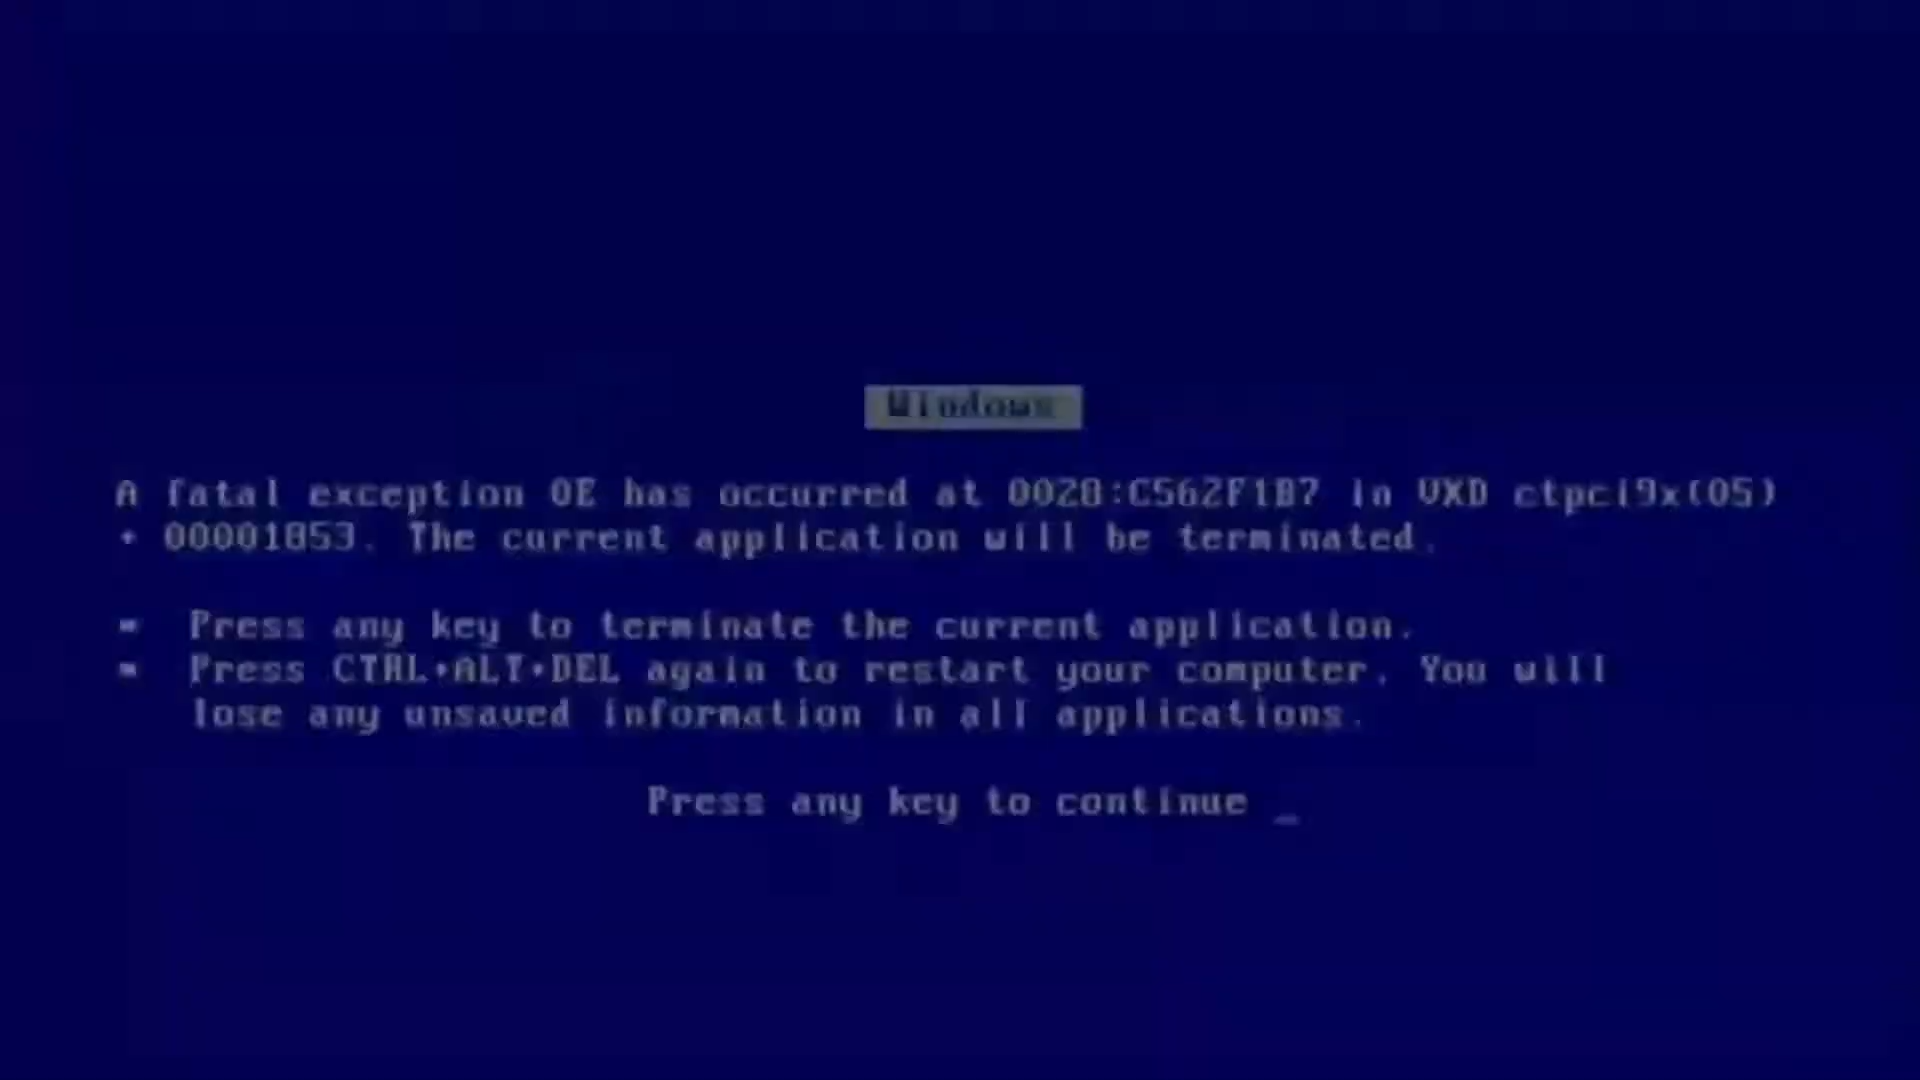 Windows
A fatal exception 0E has occurred at 0028:C562F1B7 in VXD ctpci9x(05)
+ 00001853. The current application will be terminated.
* Press any key to terminate the current application.
* Press CTRL+ALT+DEL again to restart your computer. You will
lose any unsaved information in all applications.
Press any key to continue _